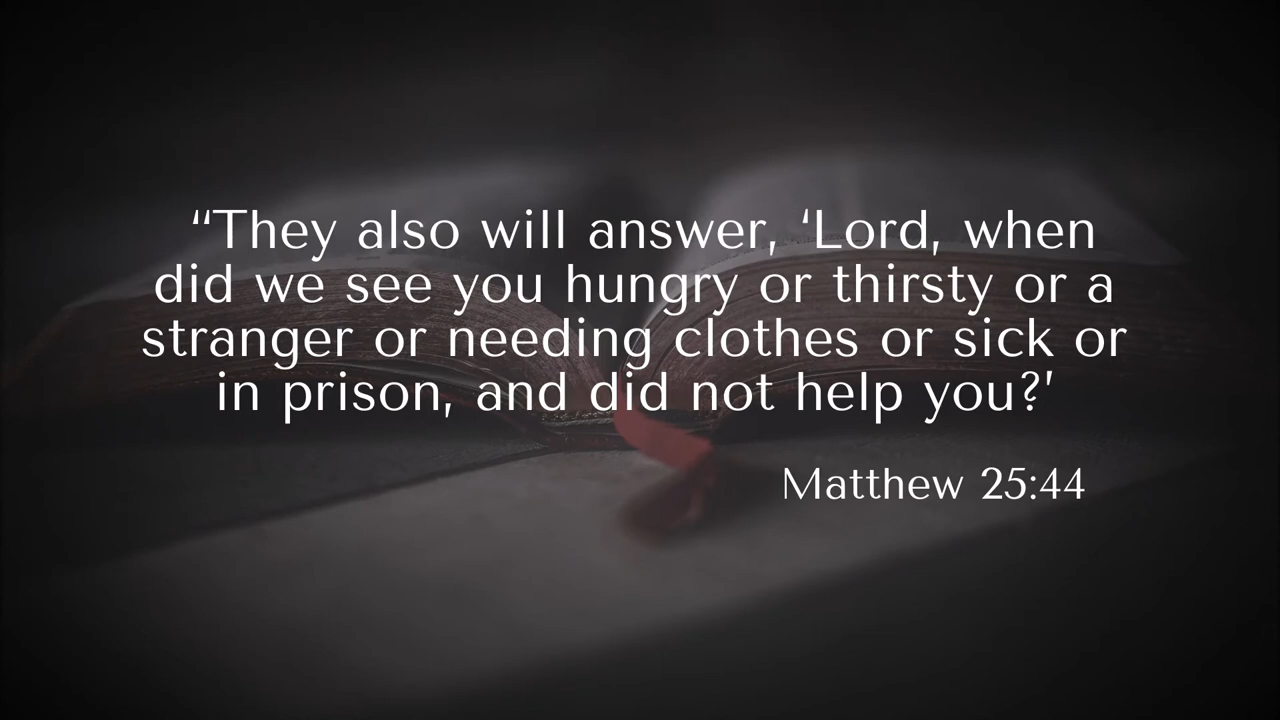 “They also will answer, ‘Lord, when
did we see you hungry or thirsty or a
stranger or needing clothes or sick or
in prison, and did not help you?’
Matthew 25:44